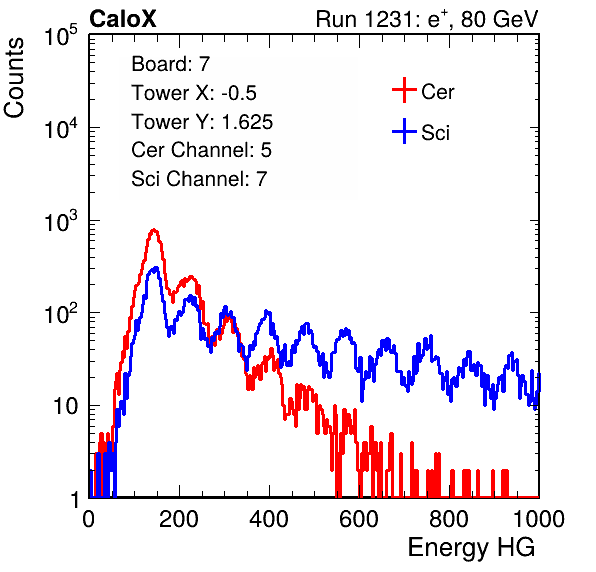 CaloX Run 1231: e⁺, 80 GeV
Counts
Board: 7
Tower X: -0.5
Tower Y: 1.625
Cer Channel: 5
Sci Channel: 7
Cer
Sci
10⁵
10⁴
10³
10²
10
1
0 200 400 600 800 1000
Energy HG